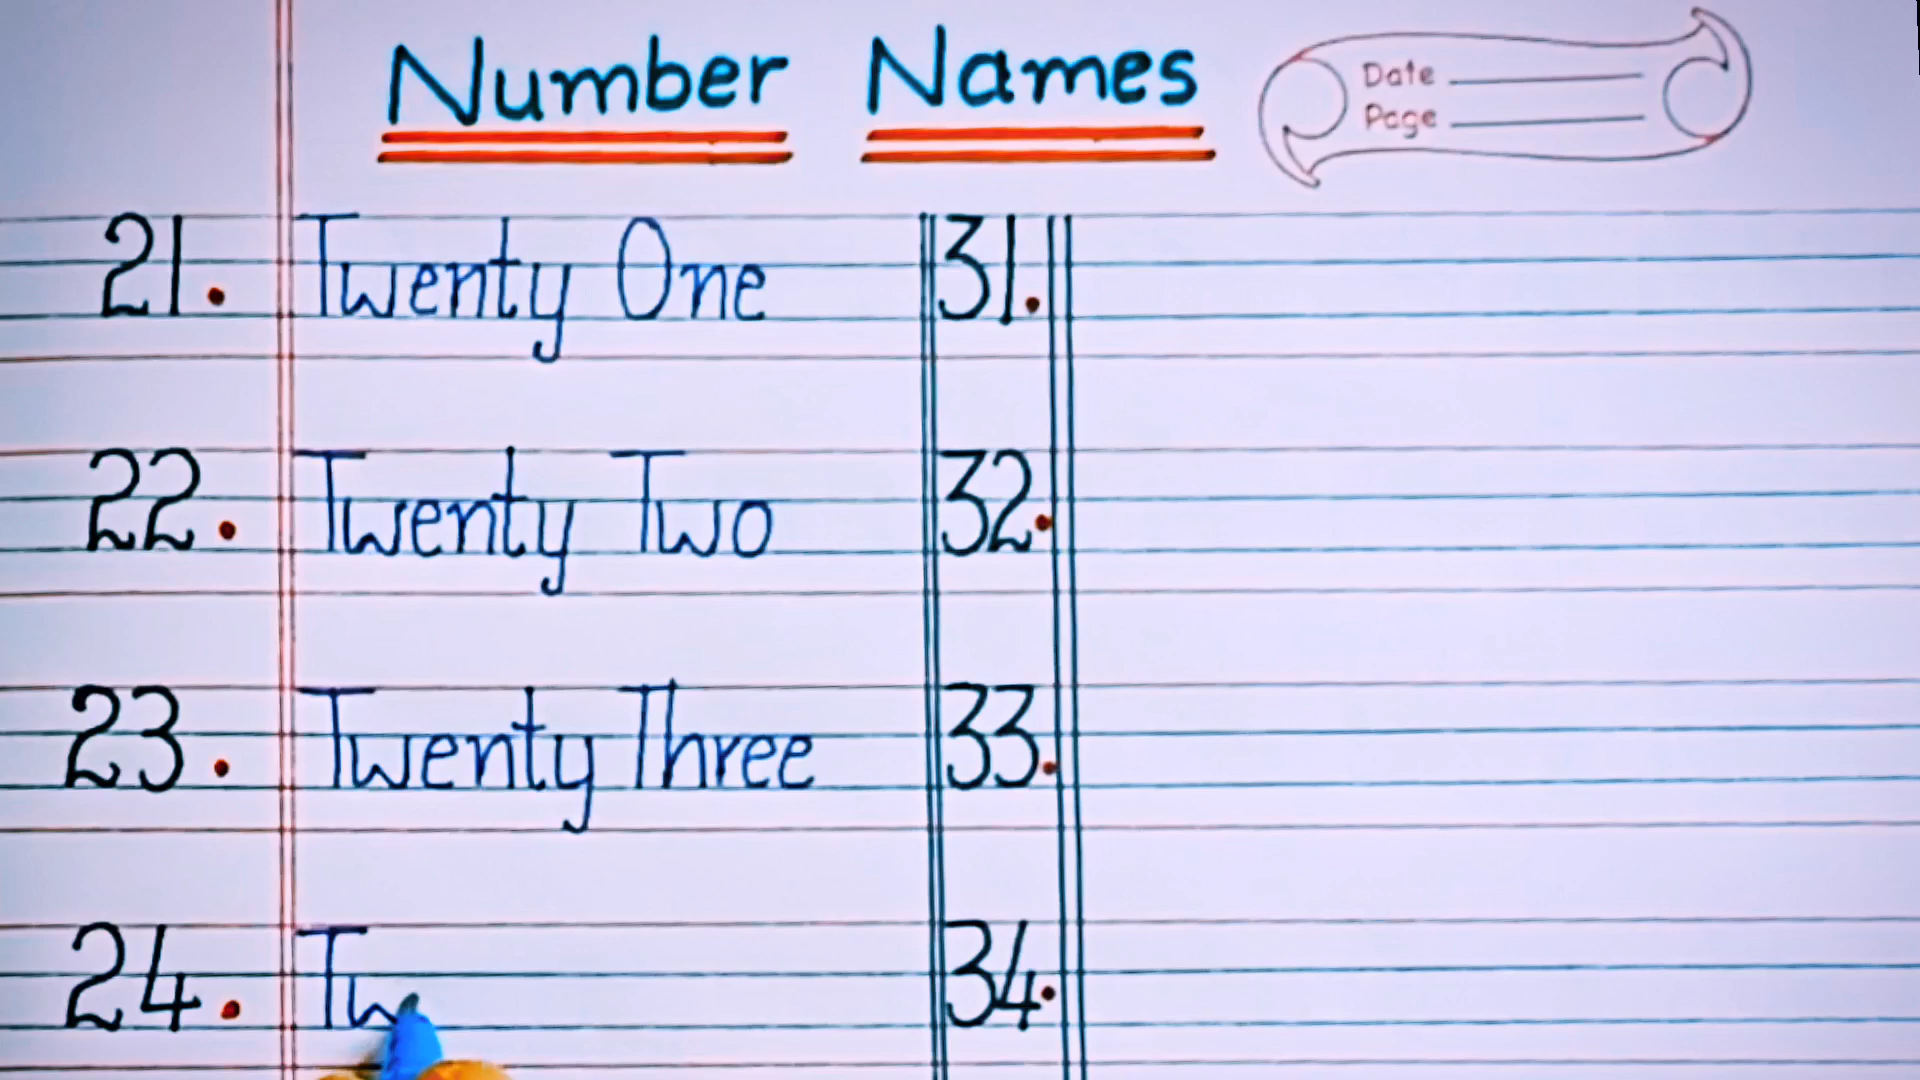 Number Names
Date
Page
21. Twenty One 31.
22. Twenty Two 32.
23. Twenty Three 33.
24. Tw 34.